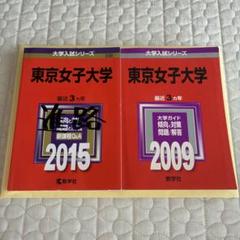 大学入試シリーズ
東京女子大学
最近3ヵ年
進路
2015
教学社
大学入試シリーズ
東京女子大学
最近3ヵ年
大学ガイド
傾向と対策
問題/解答
2009
教学社